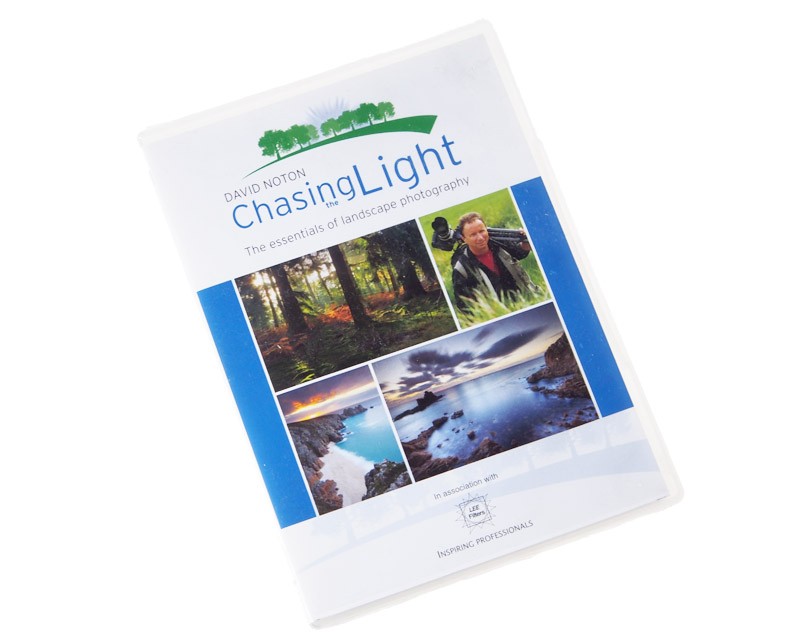 DAVID NOTON
Chasing the Light
The essentials of landscape photography
In association with
LEE
Filters
INSPIRING PROFESSIONALS